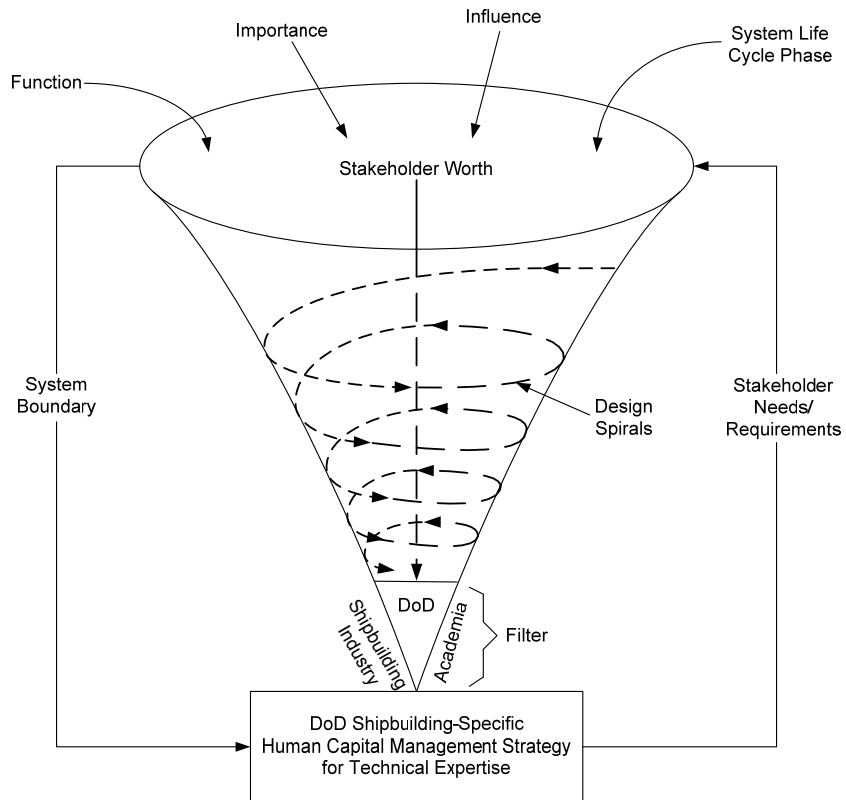 Importance
Influence
System Life
Cycle Phase
Function
Stakeholder Worth
System
Boundary
Design
Spirals
Stakeholder
Needs/
Requirements
DoD
Shipbuilding
Industry
Academia
Filter
DoD Shipbuilding-Specific
Human Capital Management Strategy
for Technical Expertise